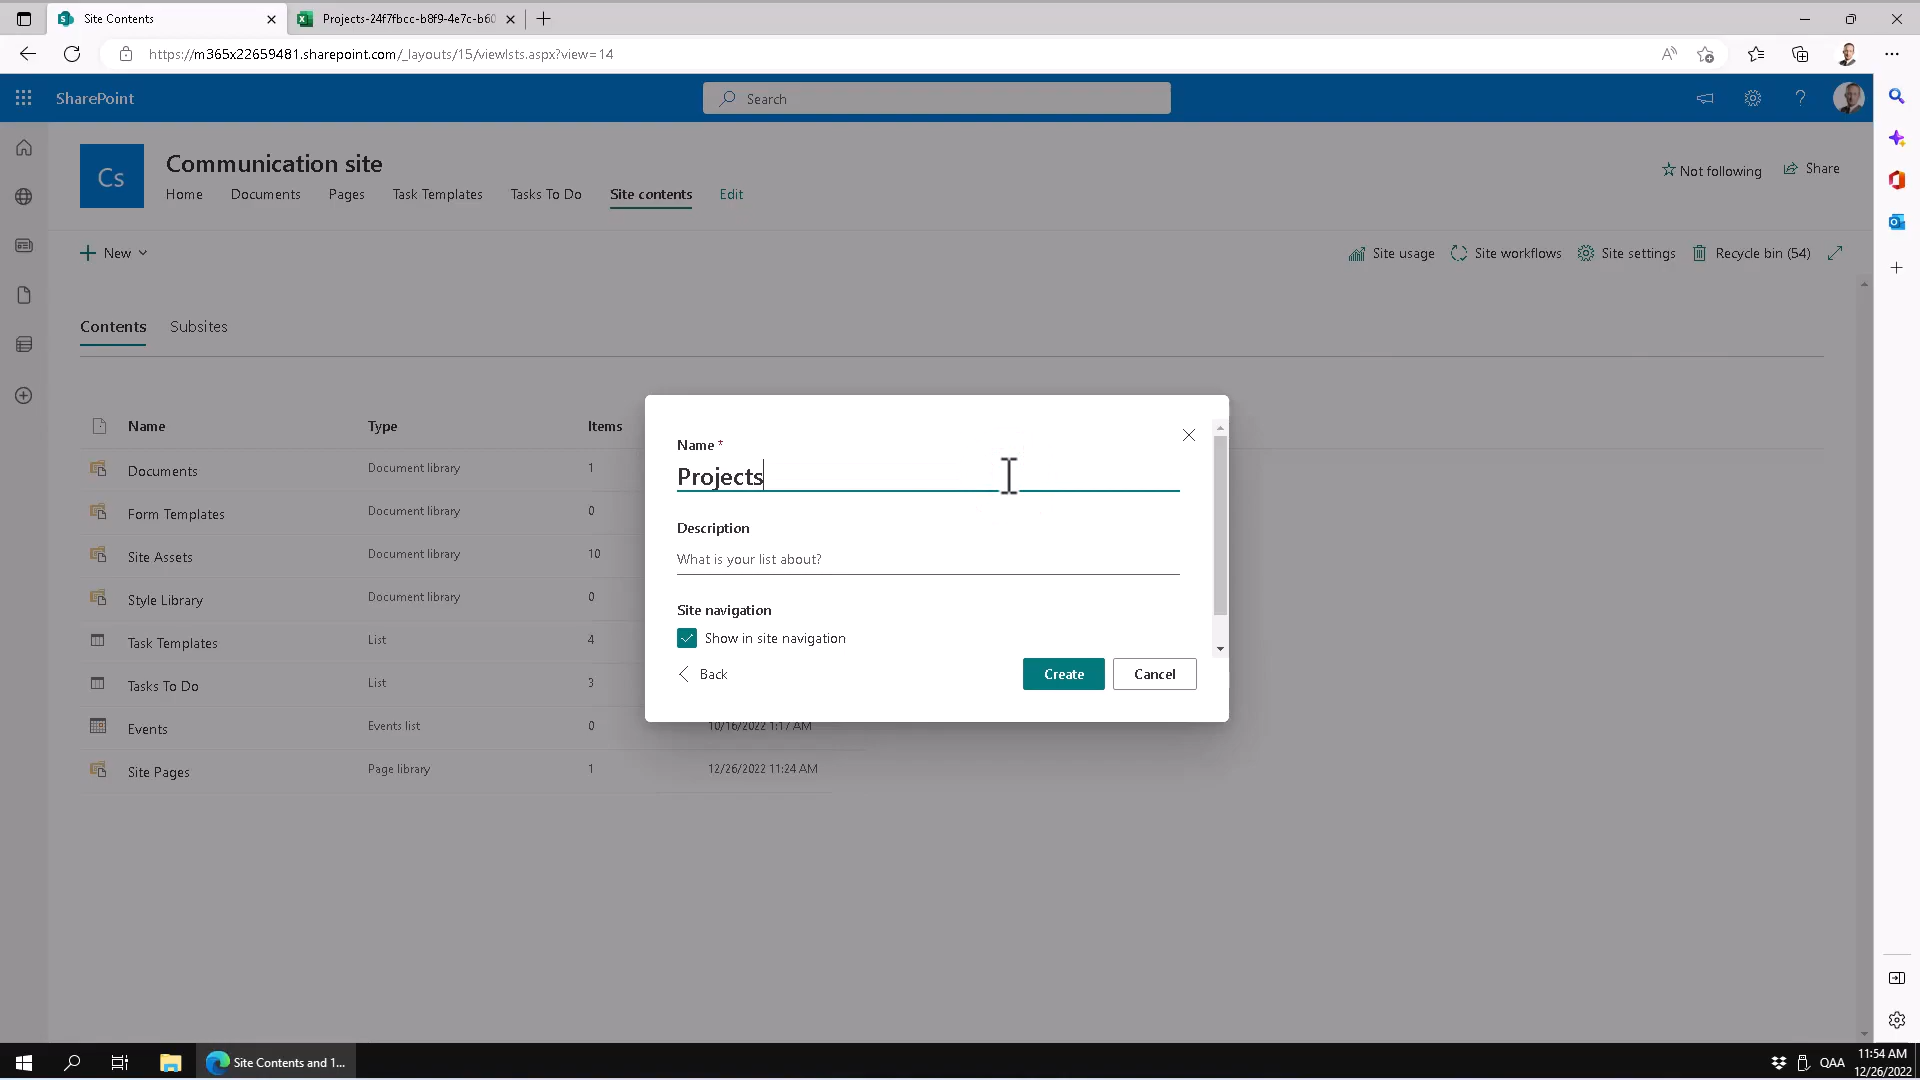 Site Contents
Projects-24f7fbcc-b8f9-4e7c-b60
https://m365x22659481.sharepoint.com/_layouts/15/viewlsts.aspx?view=14
SharePoint
Search
Cs
Communication site
Not following
Share
Home
Documents
Pages
Task Templates
Tasks To Do
Site contents
Edit
New
Site usage
Site workflows
Site settings
Recycle bin (54)
Contents
Subsites
Name
Type
Items
Documents
Document library
1
Form Templates
Document library
0
Site Assets
Document library
10
Style Library
Document library
0
Task Templates
List
4
Tasks To Do
List
3
Events
Events list
0
10/16/2022 1:17 AM
Site Pages
Page library
1
12/26/2022 11:24 AM
Name *
Projects
Description
What is your list about?
Site navigation
Show in site navigation
Back
Create
Cancel
Site Contents and 1...
QAA
11:54 AM
12/26/2022